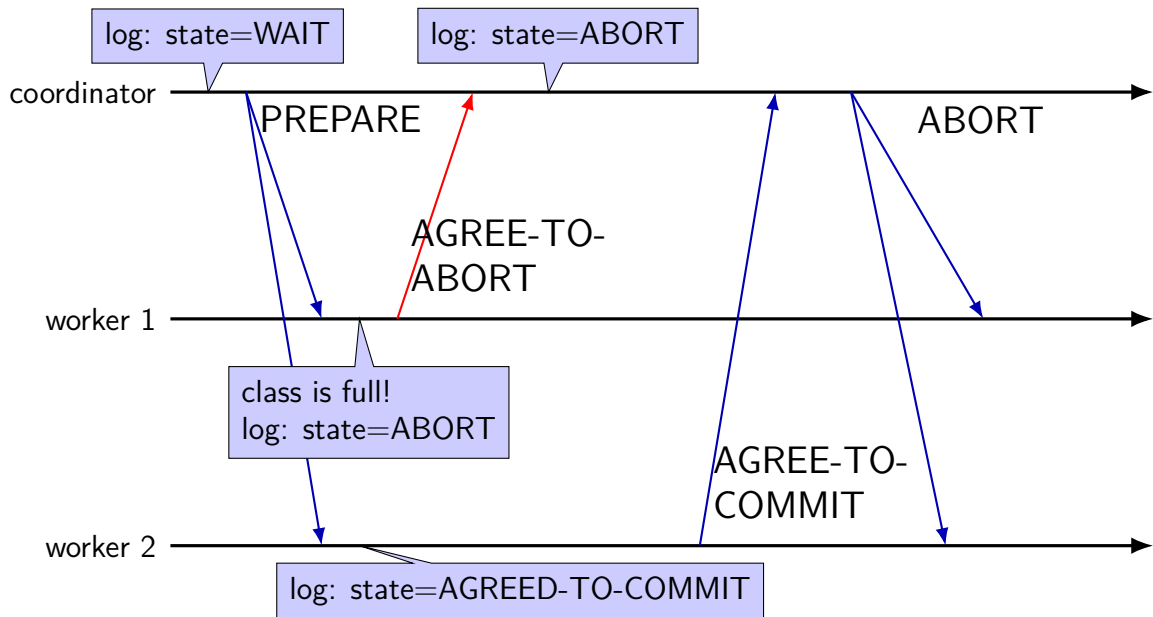 log: state=WAIT
log: state=ABORT
coordinator
PREPARE
ABORT
AGREE-TO-
ABORT
worker 1
class is full!
log: state=ABORT
AGREE-TO-
COMMIT
worker 2
log: state=AGREED-TO-COMMIT